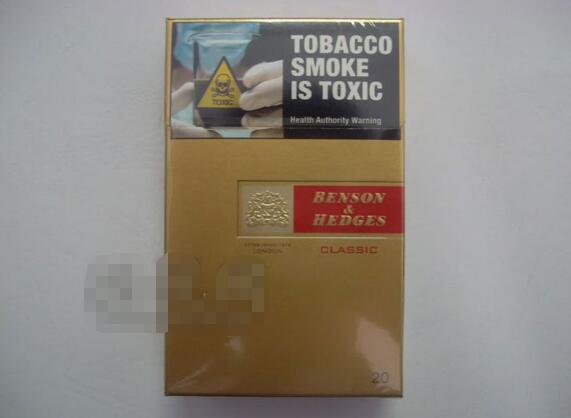 TOBACCO
SMOKE
IS TOXIC
TOXIC
Health Authority Warning
BENSON
&
HEDGES
LONDON
CLASSIC
20